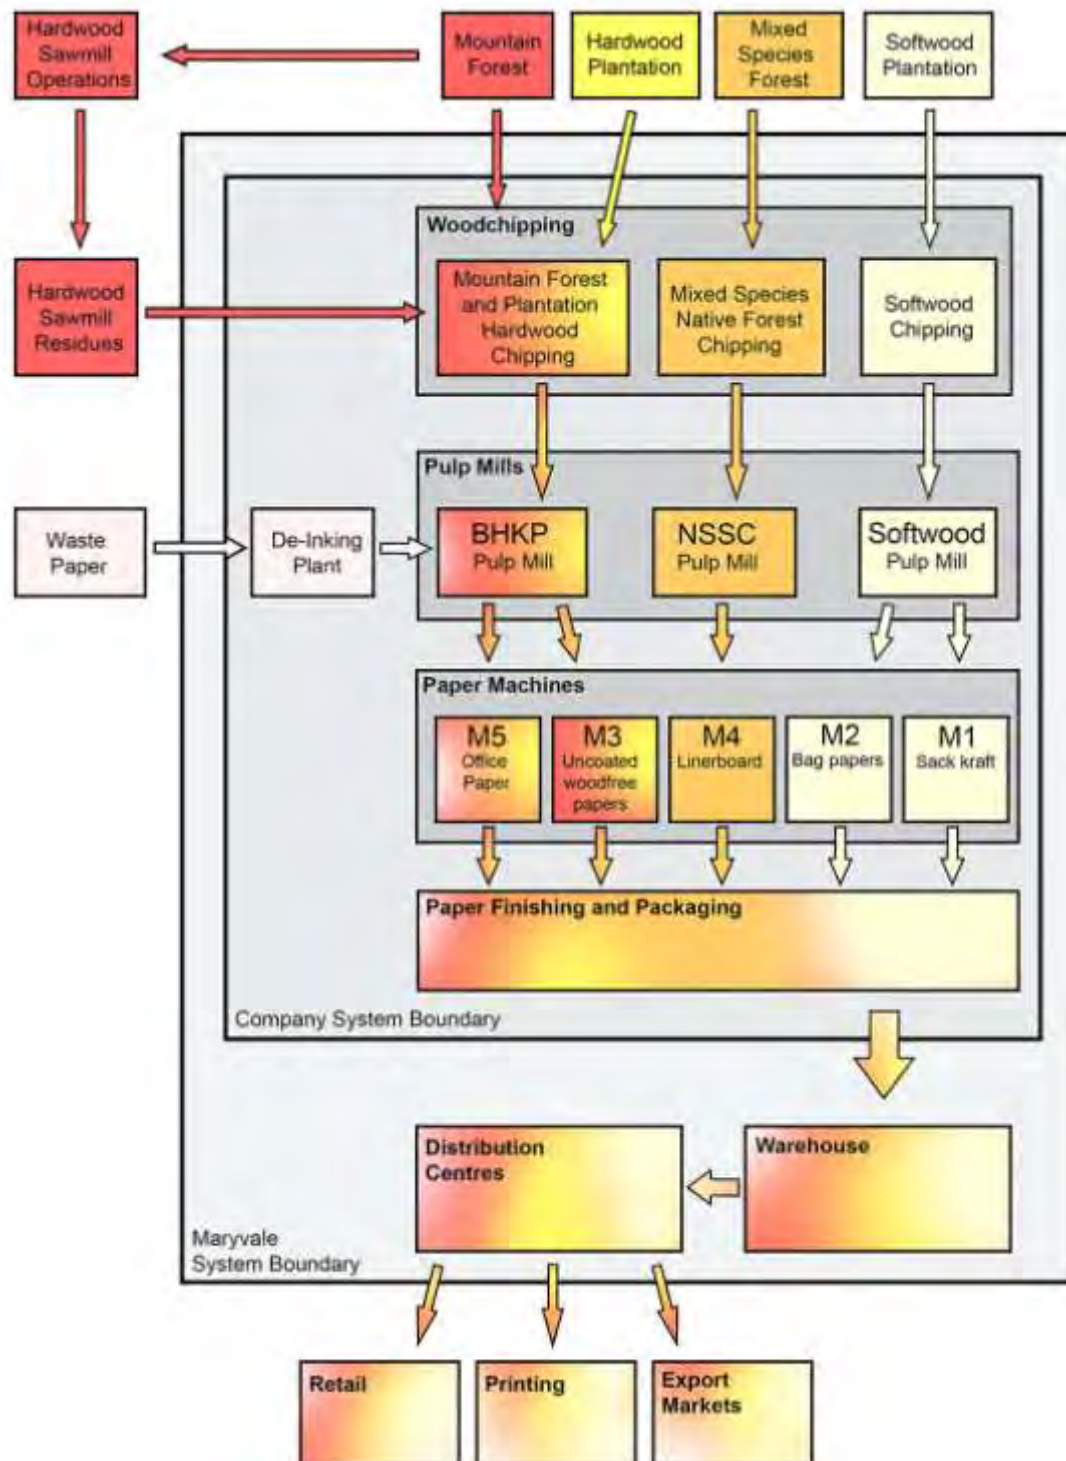 Hardwood
Sawmill
Operations
Mountain
Forest
Hardwood
Plantation
Mixed
Species
Forest
Softwood
Plantation
Woodchipping
Hardwood
Sawmill
Residues
Mountain Forest
and Plantation
Hardwood
Chipping
Mixed Species
Native Forest
Chipping
Softwood
Chipping
Pulp Mills
Waste
Paper
De-Inking
Plant
BHKP
Pulp Mill
NSSC
Pulp Mill
Softwood
Pulp Mill
Paper Machines
M5
Office
Paper
M3
Uncoated
woodfree
papers
M4
Linerboard
M2
Bag papers
M1
Sack kraft
Paper Finishing and Packaging
Company System Boundary
Distribution
Centres
Warehouse
Maryvale
System Boundary
Retail
Printing
Export
Markets